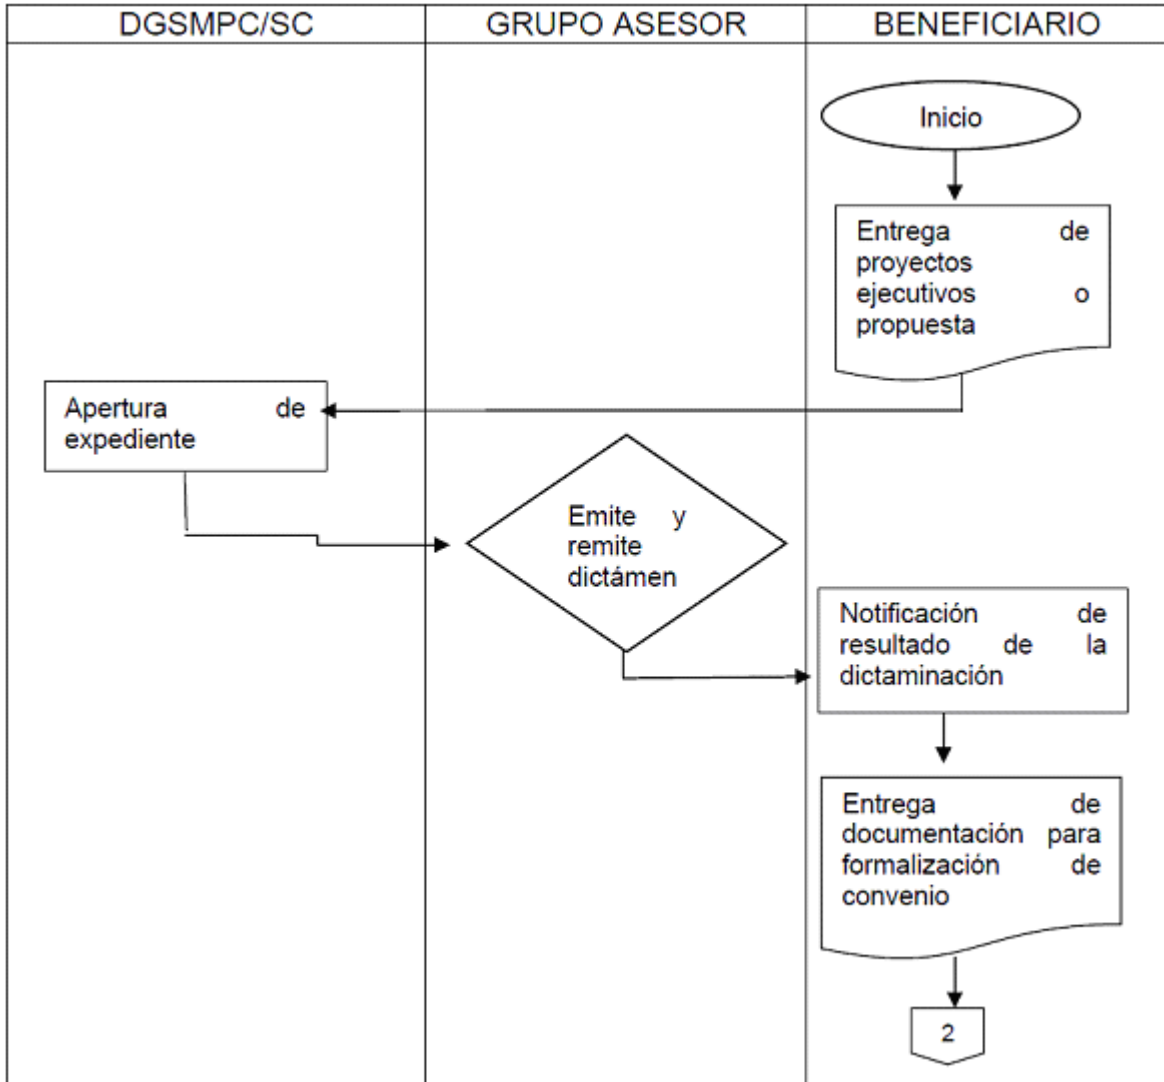 DGSMPC/SC
GRUPO ASESOR
BENEFICIARIO
Inicio
Entrega de
proyectos
ejecutivos o
propuesta
Apertura de
expediente
Emite y
remite
dictámen
Notificación de
resultado de la
dictaminación
Entrega de
documentación para
formalización de
convenio
2